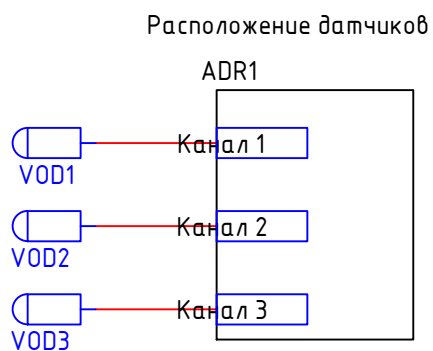 Расположение датчиков
ADR1
Канал 1
VOD1
Канал 2
VOD2
Канал 3
VOD3